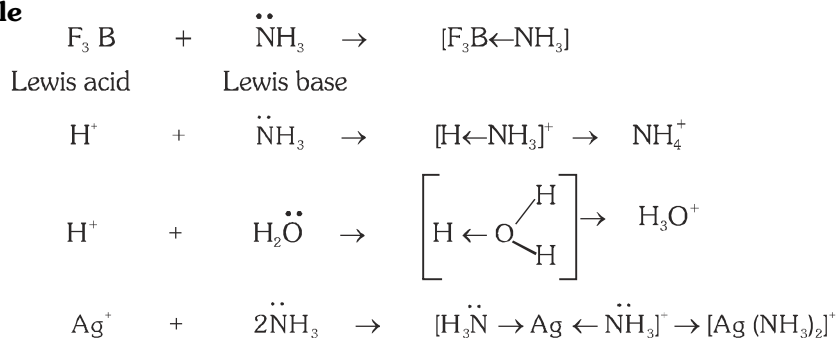 le
F₃ B + N̈H₃ → [F₃B←NH₃]
Lewis acid Lewis base
H⁺ + N̈H₃ → [H←NH₃]⁺ → NH₄⁺
H
H⁺ + H₂Ö → H ← O → H₃O⁺
H
Ag⁺ + 2N̈H₃ → [H₃N̈ → Ag ← N̈H₃]⁺ → [Ag (NH₃)₂]⁺